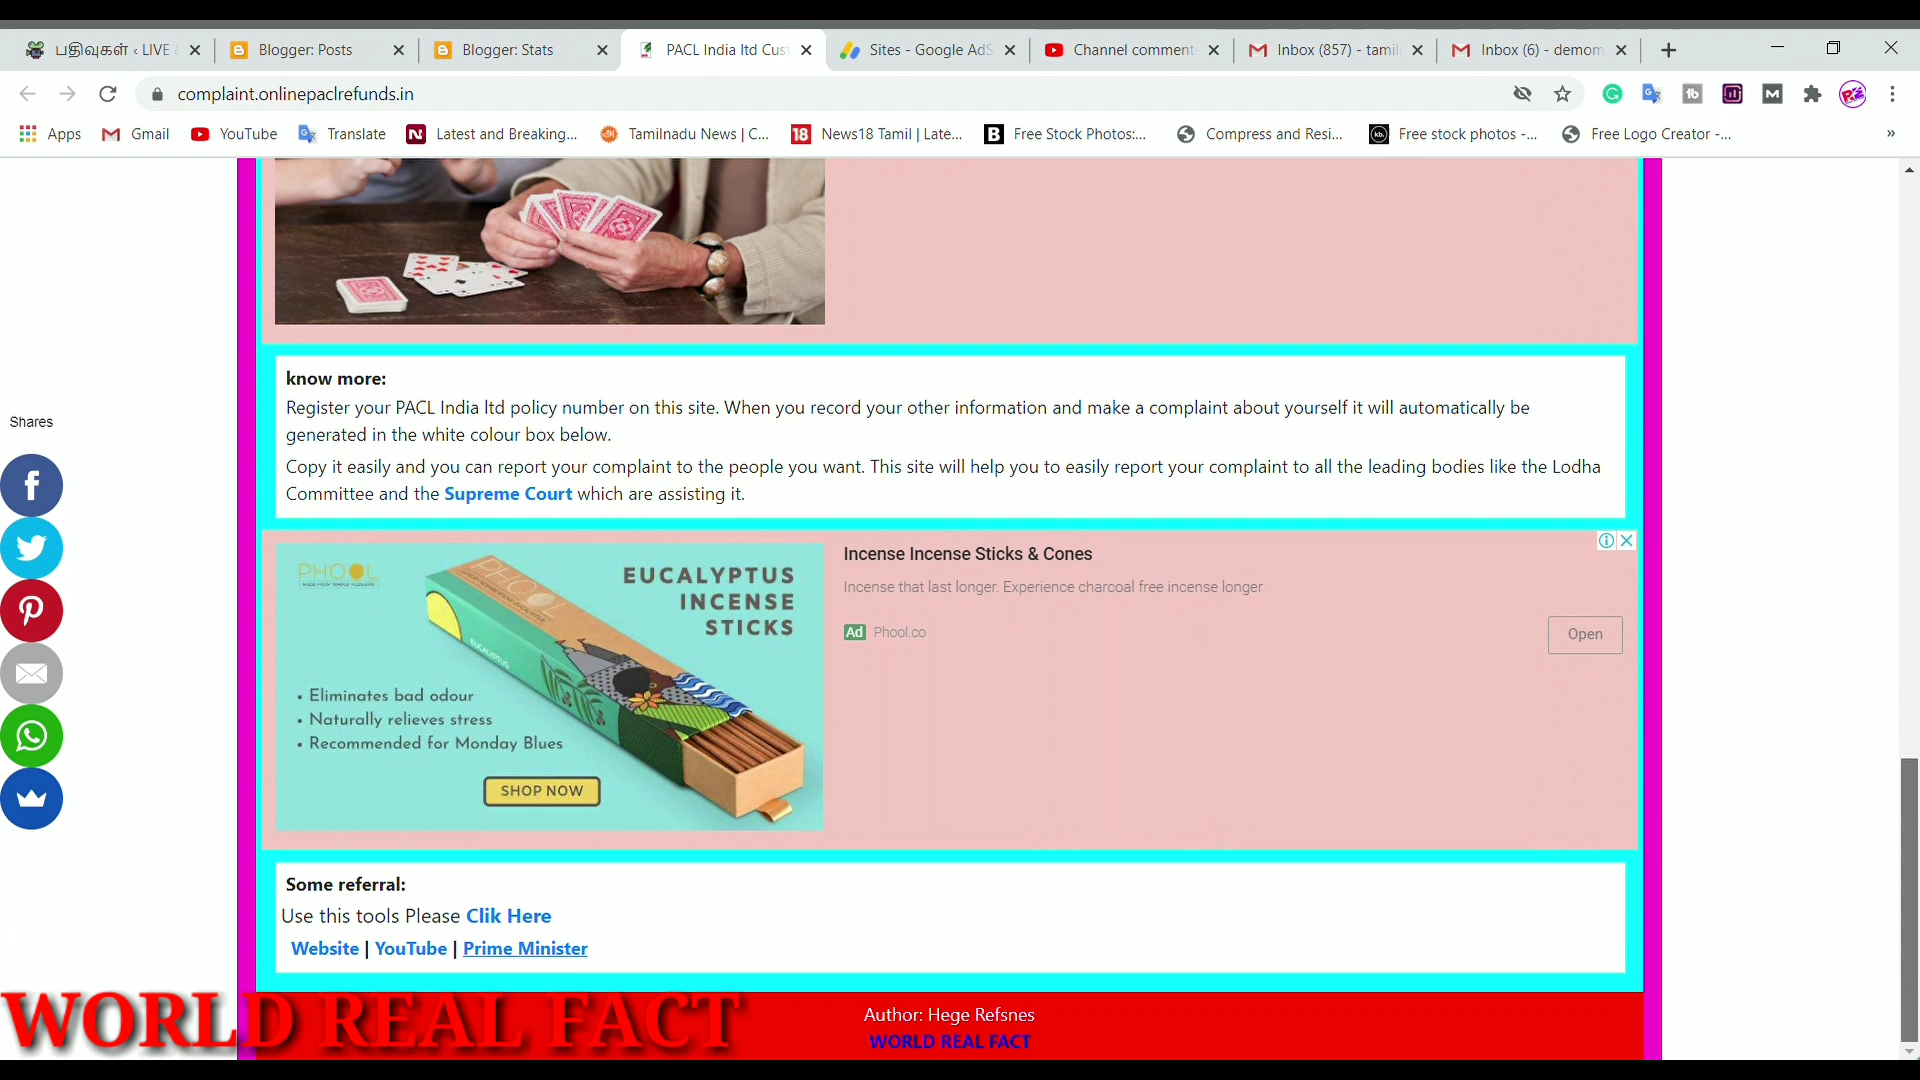 பதிவுகள் ‹ LIVE
Blogger: Posts
Blogger: Stats
PACL India ltd Cus
Sites - Google AdS
Channel comment
Inbox (857) - tamil
Inbox (6) - demom
complaint.onlinepaclrefunds.in
Apps
Gmail
YouTube
Translate
Latest and Breaking...
Tamilnadu News | C...
18
News18 Tamil | Late...
Free Stock Photos:...
Compress and Resi...
Free stock photos -...
Free Logo Creator -...
»
know more:
Register your PACL India ltd policy number on this site. When you record your other information and make a complaint about yourself it will automatically be
generated in the white colour box below.
Copy it easily and you can report your complaint to the people you want. This site will help you to easily report your complaint to all the leading bodies like the Lodha
Committee and the Supreme Court which are assisting it.
Shares
PHOOL
EUCALYPTUS
INCENSE
STICKS
PHOOL
EUCALYPTUS
• Eliminates bad odour
• Naturally relieves stress
• Recommended for Monday Blues
SHOP NOW
Incense Incense Sticks & Cones
Incense that last longer. Experience charcoal free incense longer
Ad Phool.co
Open
Some referral:
Use this tools Please Clik Here
Website | YouTube | Prime Minister
WORLD REAL FACT
Author: Hege Refsnes
WORLD REAL FACT